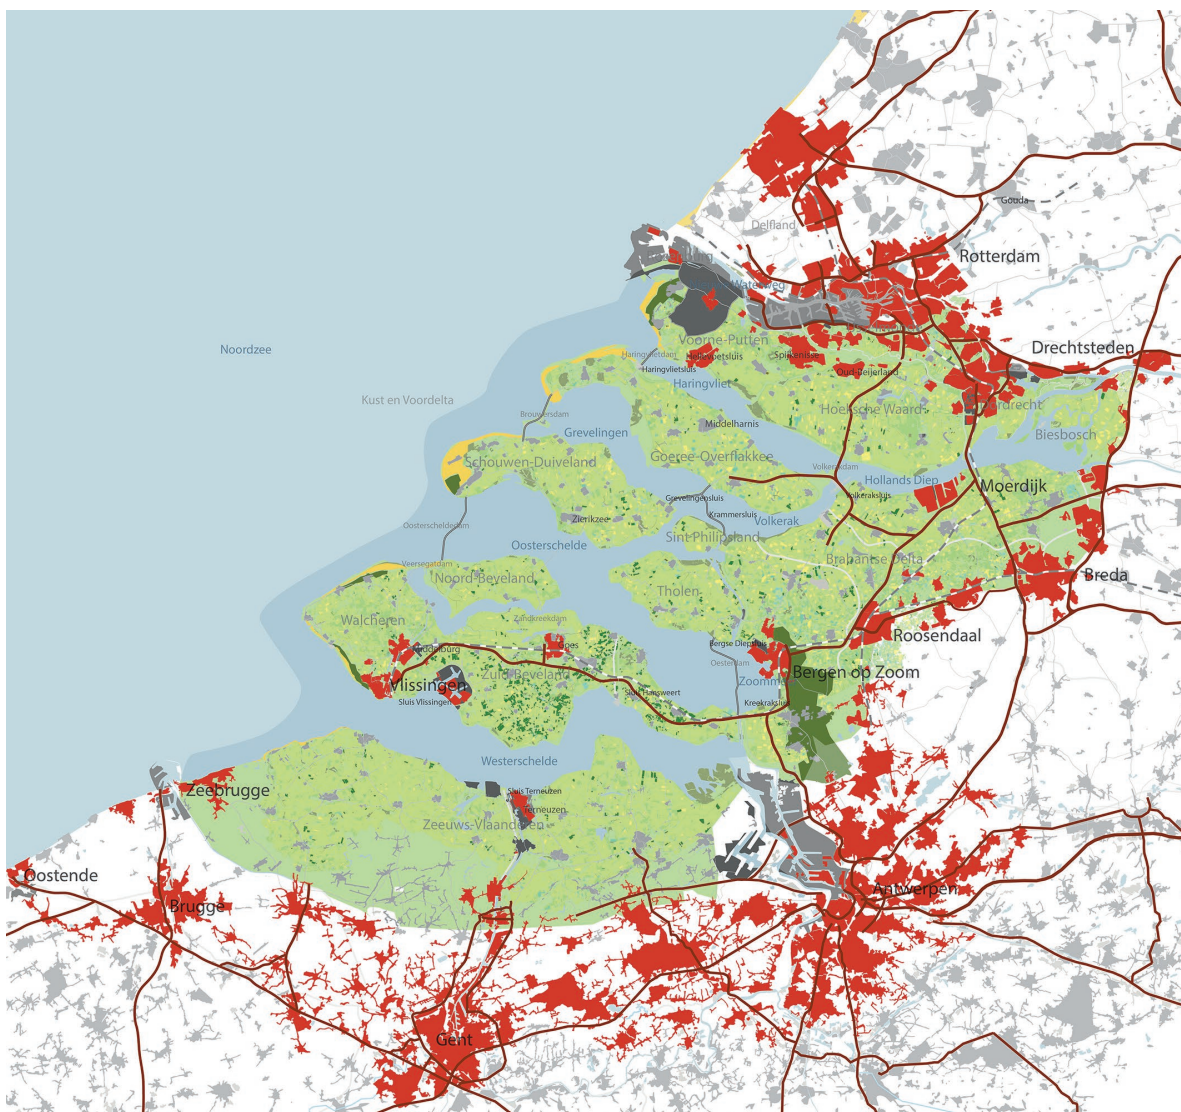 Gouda
Delfland
Rotterdam
Waterweg
Noordzee
Drechtsteden
Voorne-Putten
Haringvlietdam
Hellevoetsluis
Spijkenisse
Haringvlietsluis
Oud-Beijerland
Haringvliet
Kust en Voordelta
Hoeksche Waard
Dordrecht
Brouwersdam
Middelharnis
Grevelingen
Biesbosch
Goeree-Overflakkee
Schouwen-Duiveland
Volkerakdam
Hollands Diep
Moerdijk
Grevelingensluis
Volkeraksluis
Krammersluis
Zierikzee
Volkerak
Oosterscheldedam
Sint Philipsland
Oosterschelde
Brabantse Delta
Veersegatdam
Noord-Beveland
Breda
Tholen
Walcheren
Zandkreekdam
Roosendaal
Middelburg
Goes
Bergse Diepsluis
Oesterdam
Zuid-Beveland
Bergen op Zoom
Vlissingen
Zoommeer
Sluis Hansweert
Sluis Vlissingen
Kreekraksluis
Westerschelde
Zeebrugge
Sluis Terneuzen
Terneuzen
Zeeuws-Vlaanderen
Oostende
Antwerpen
Brugge
Gent